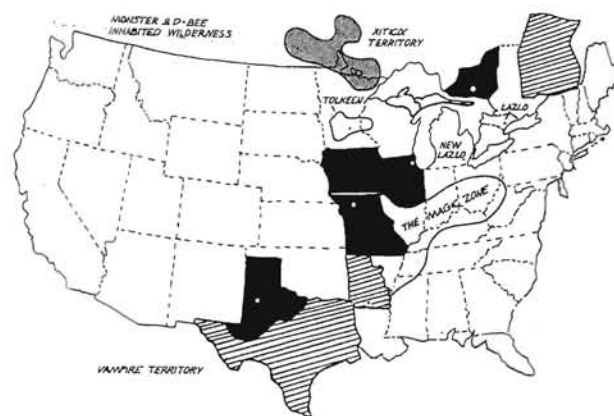 MONSTER & D-BEE
INHABITED WILDERNESS
XITICIX
TERRITORY
TOLKEEN
LAZLO
NEW
LAZLO
THE MAGIC ZONE
VAMPIRE TERRITORY